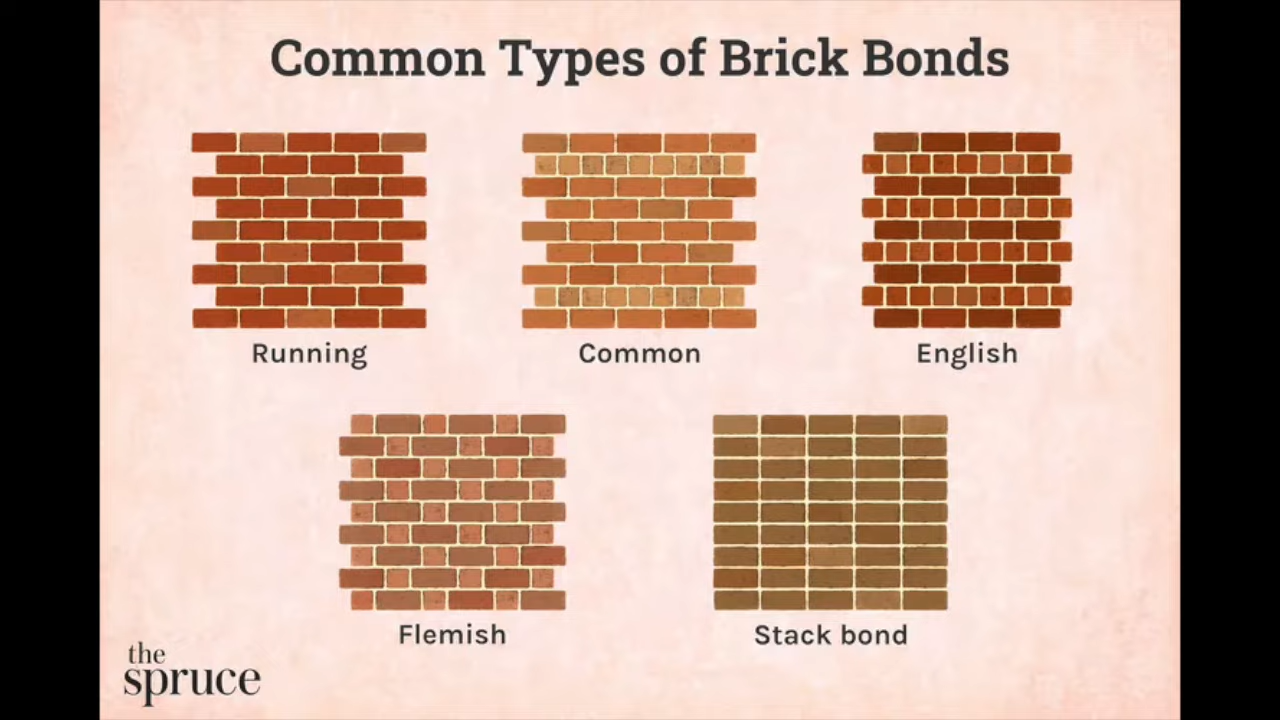 Common Types of Brick Bonds
Running
Common
English
Flemish
Stack bond
the
spruce